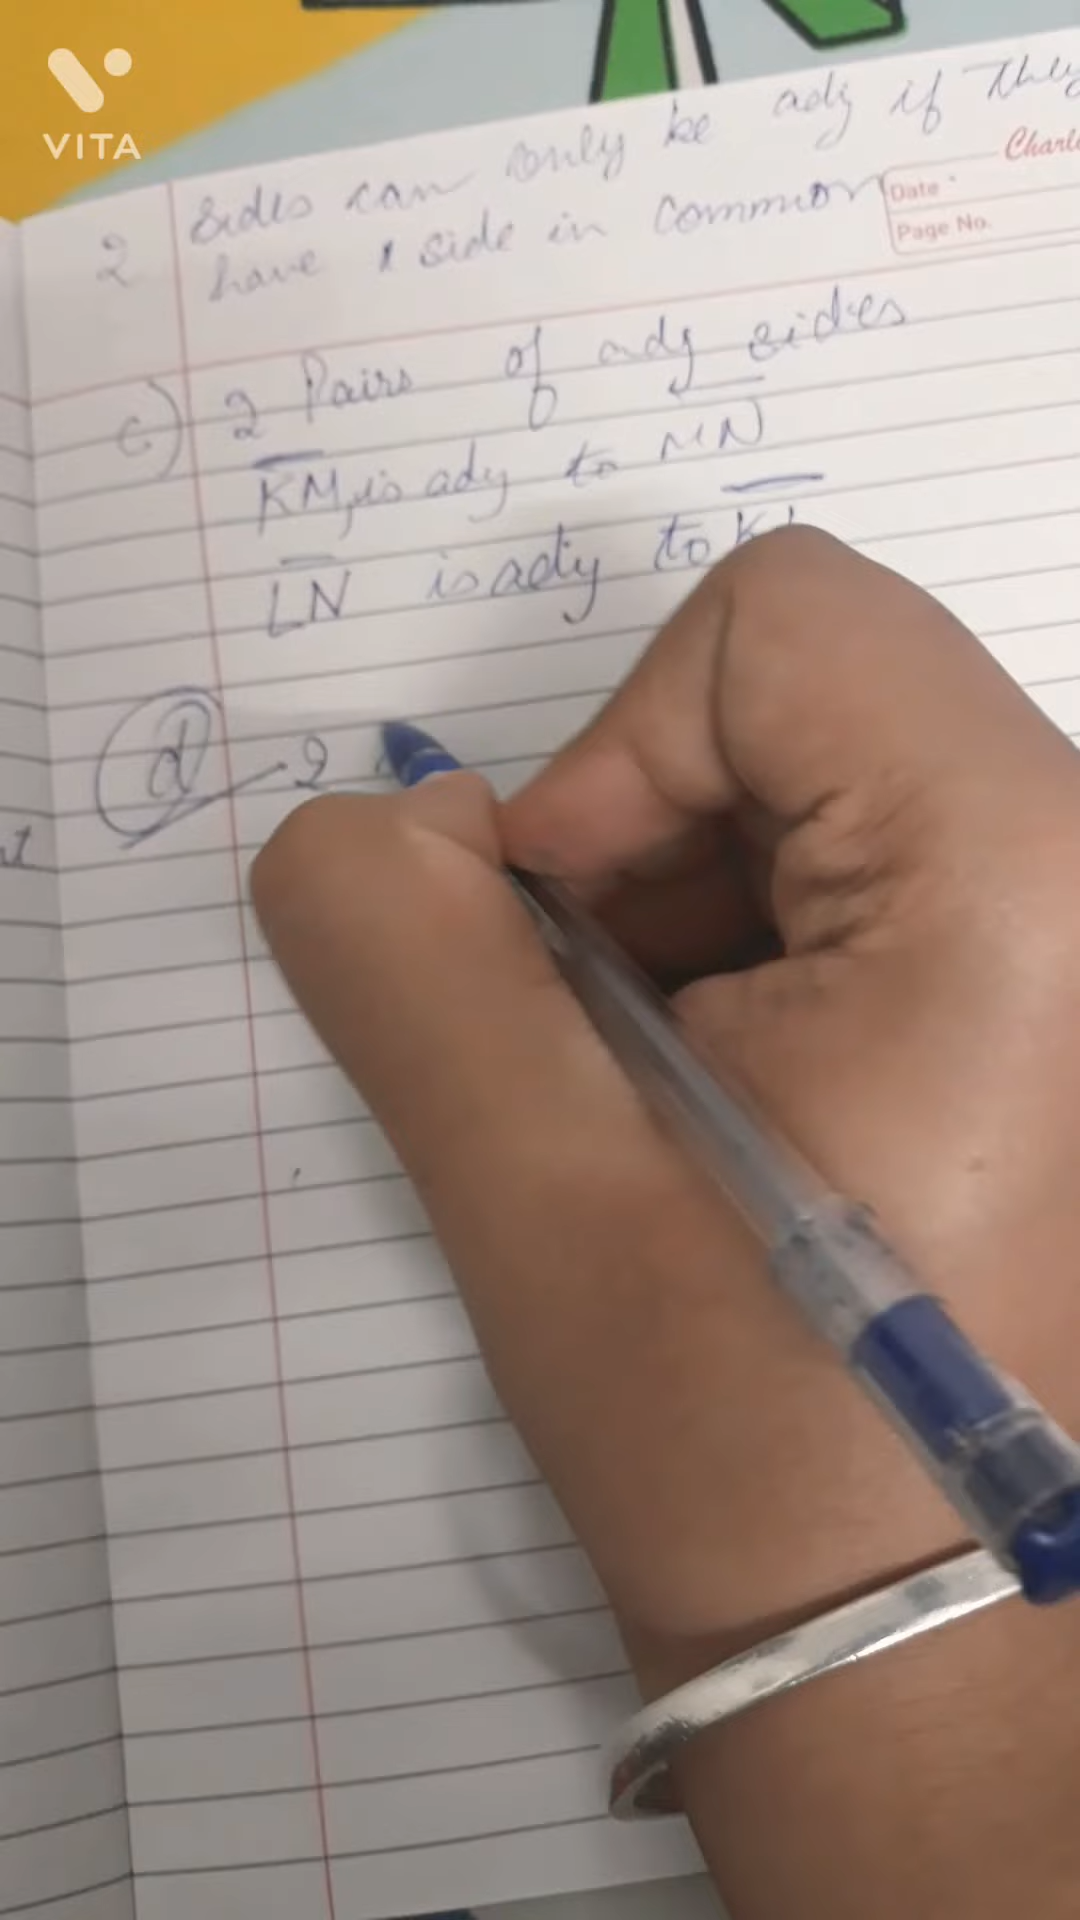 VITA
sides can only be adj if they
2 have 1 side in common
Date
Page No.
c) 2 Pairs of adj sides
KM, is adj to MN
LN is adj to
d 2